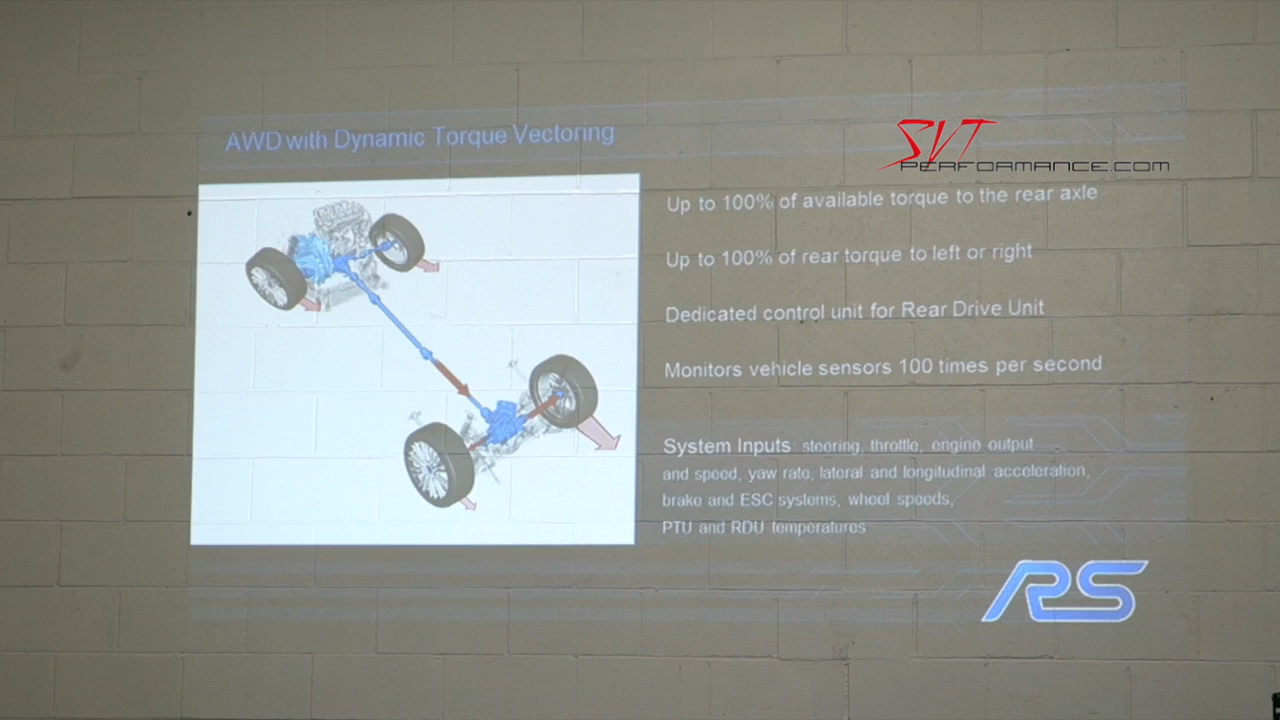 AWD with Dynamic Torque Vectoring
SVT
PERFORMANCE.COM
Up to 100% of available torque to the rear axle
Up to 100% of rear torque to left or right
Dedicated control unit for Rear Drive Unit
Monitors vehicle sensors 100 times per second
System Inputs steering, throttle, engine output
and speed, yaw rate, lateral and longitudinal acceleration,
brake and ESC systems, wheel speeds,
PTU and RDU temperatures
RS